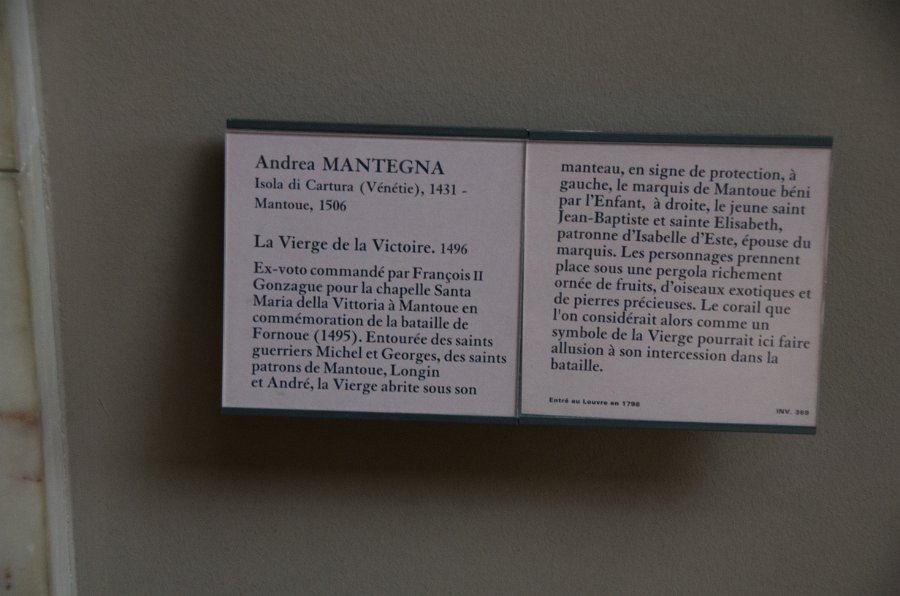 Andrea MANTEGNA
Isola di Cartura (Vénétie), 1431 -
Mantoue, 1506
La Vierge de la Victoire. 1496
Ex-voto commandé par François II
Gonzague pour la chapelle Santa
Maria della Vittoria à Mantoue en
commémoration de la bataille de
Fornoue (1495). Entourée des saints
guerriers Michel et Georges, des saints
patrons de Mantoue, Longin
et André, la Vierge abrite sous son
manteau, en signe de protection, à
gauche, le marquis de Mantoue béni
par l'Enfant, à droite, le jeune saint
Jean-Baptiste et sainte Elisabeth,
patronne d'Isabelle d'Este, épouse du
marquis. Les personnages prennent
place sous une pergola richement
ornée de fruits, d'oiseaux exotiques et
de pierres précieuses. Le corail que
l'on considérait alors comme un
symbole de la Vierge pourrait ici faire
allusion à son intercession dans la
bataille.
Entré au Louvre en 1798
INV. 369